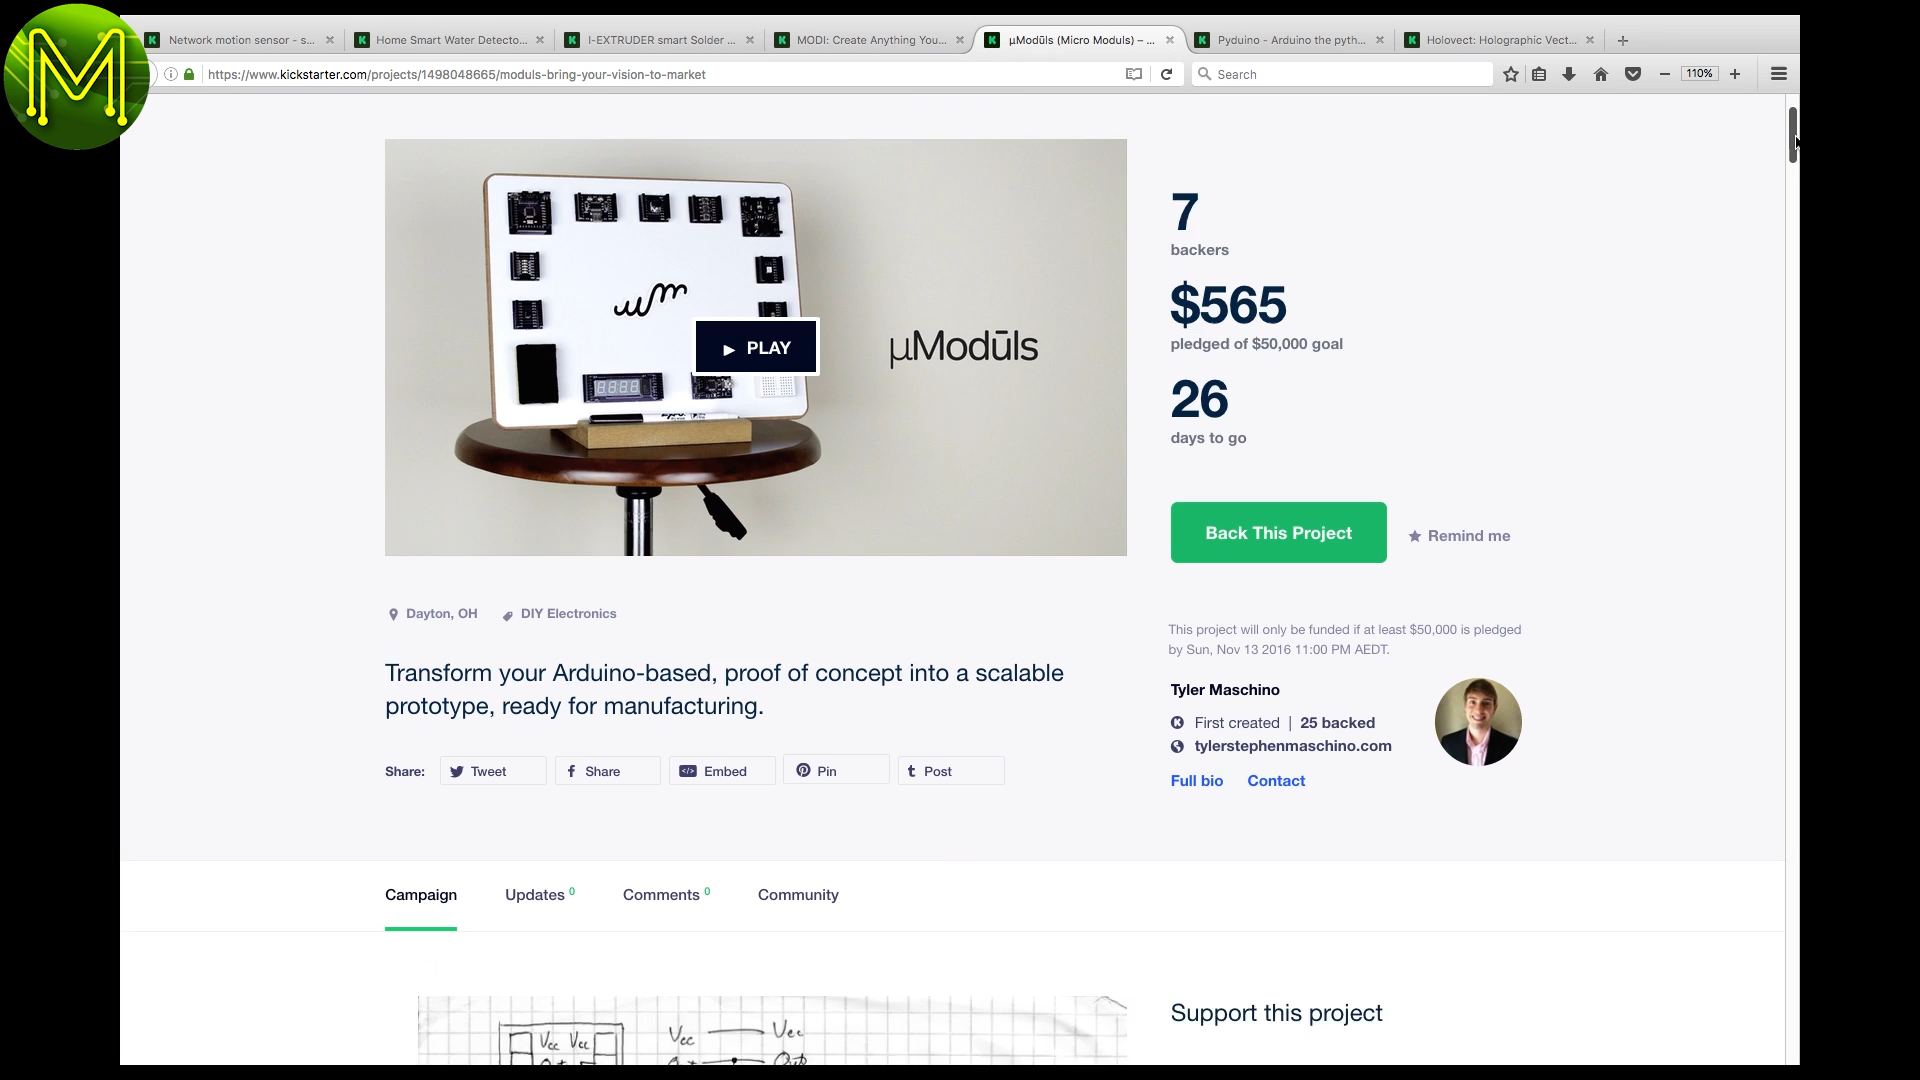 M
Network motion sensor - s...
Home Smart Water Detecto...
I-EXTRUDER smart Solder ...
MODI: Create Anything You...
µModūls (Micro Moduls) – ...
Pyduino - Arduino the pyth...
Holovect: Holographic Vect...
https://www.kickstarter.com/projects/1498048665/moduls-bring-your-vision-to-market
Search
110%
7
backers
$565
pledged of $50,000 goal
26
days to go
um
PLAY
µModūls
8888
Back This Project
Remind me
Dayton, OH
DIY Electronics
This project will only be funded if at least $50,000 is pledged
by Sun, Nov 13 2016 11:00 PM AEDT.
Transform your Arduino-based, proof of concept into a scalable
prototype, ready for manufacturing.
Tyler Maschino
First created | 25 backed
tylerstephenmaschino.com
Full bio
Contact
Share:
Tweet
Share
Embed
Pin
Post
Campaign
Updates 0
Comments 0
Community
Support this project
Vcc Vcc
Vcc
Vcc
Out
Out